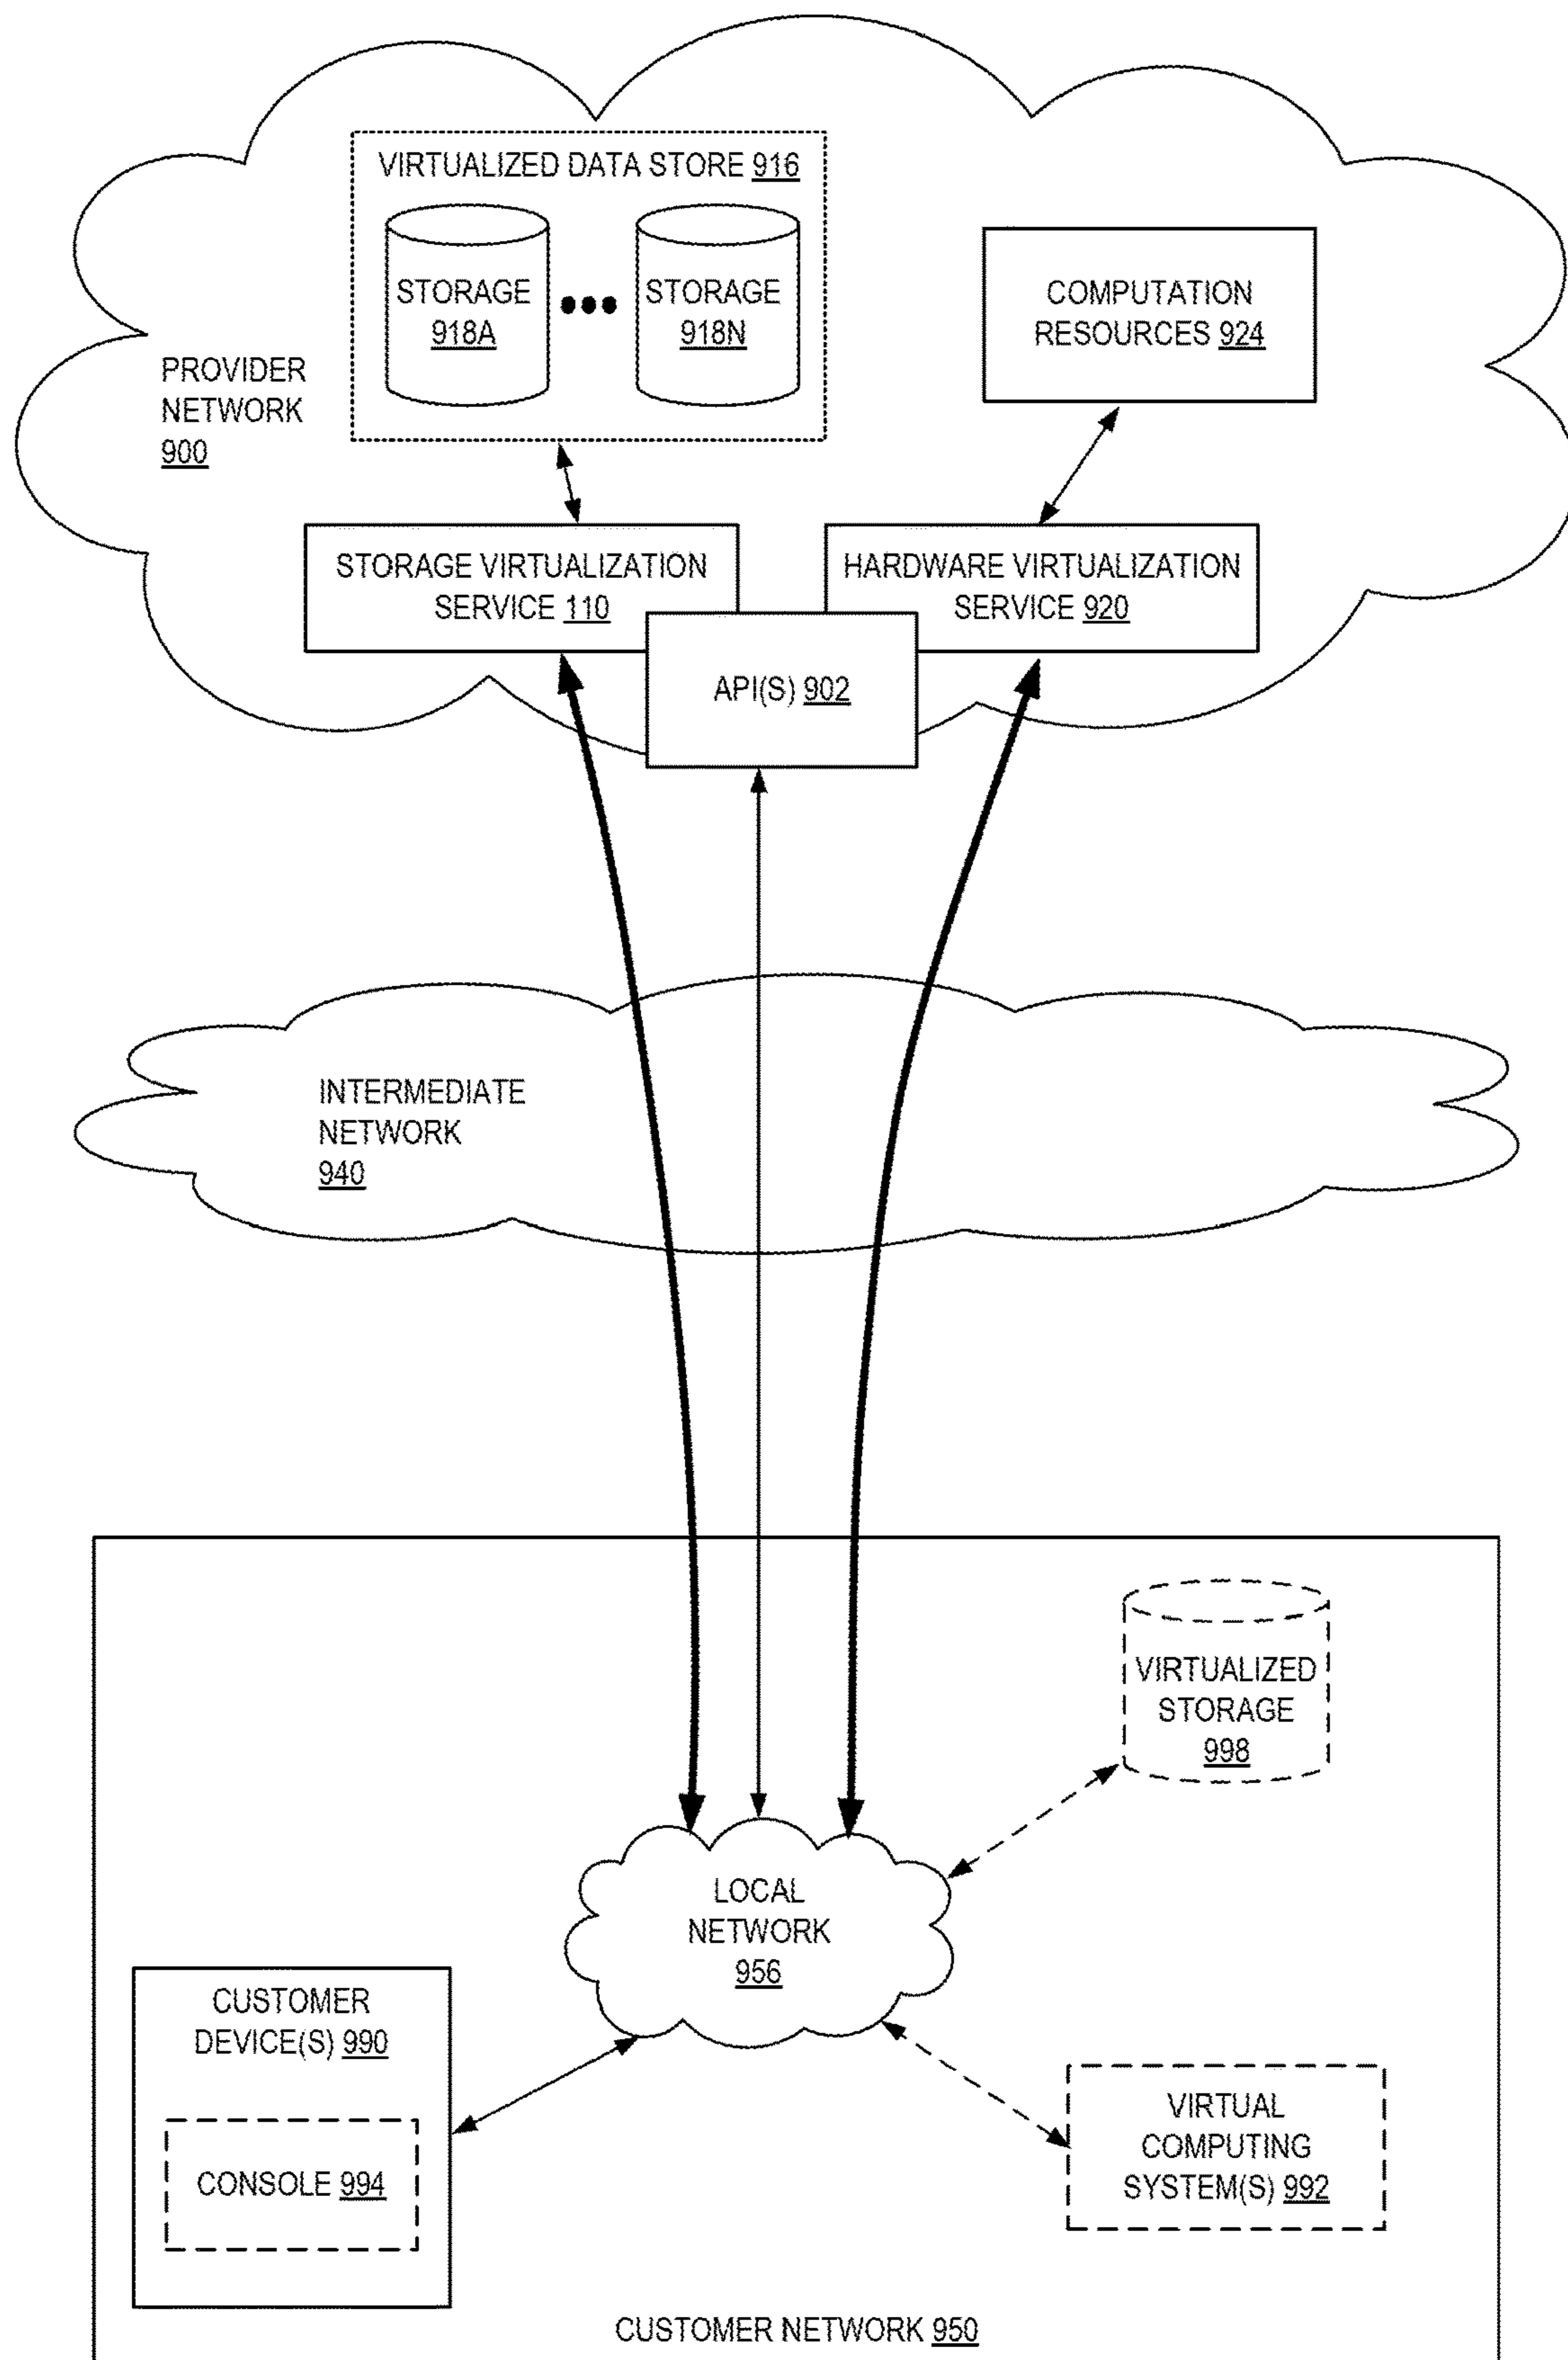 VIRTUALIZED DATA STORE 916
STORAGE
918A
STORAGE
918N
COMPUTATION
RESOURCES 924
PROVIDER
NETWORK
900
STORAGE VIRTUALIZATION
SERVICE 110
HARDWARE VIRTUALIZATION
SERVICE 920
API(S) 902
INTERMEDIATE
NETWORK
940
VIRTUALIZED
STORAGE
998
LOCAL
NETWORK
956
CUSTOMER
DEVICE(S) 990
CONSOLE 994
VIRTUAL
COMPUTING
SYSTEM(S) 992
CUSTOMER NETWORK 950